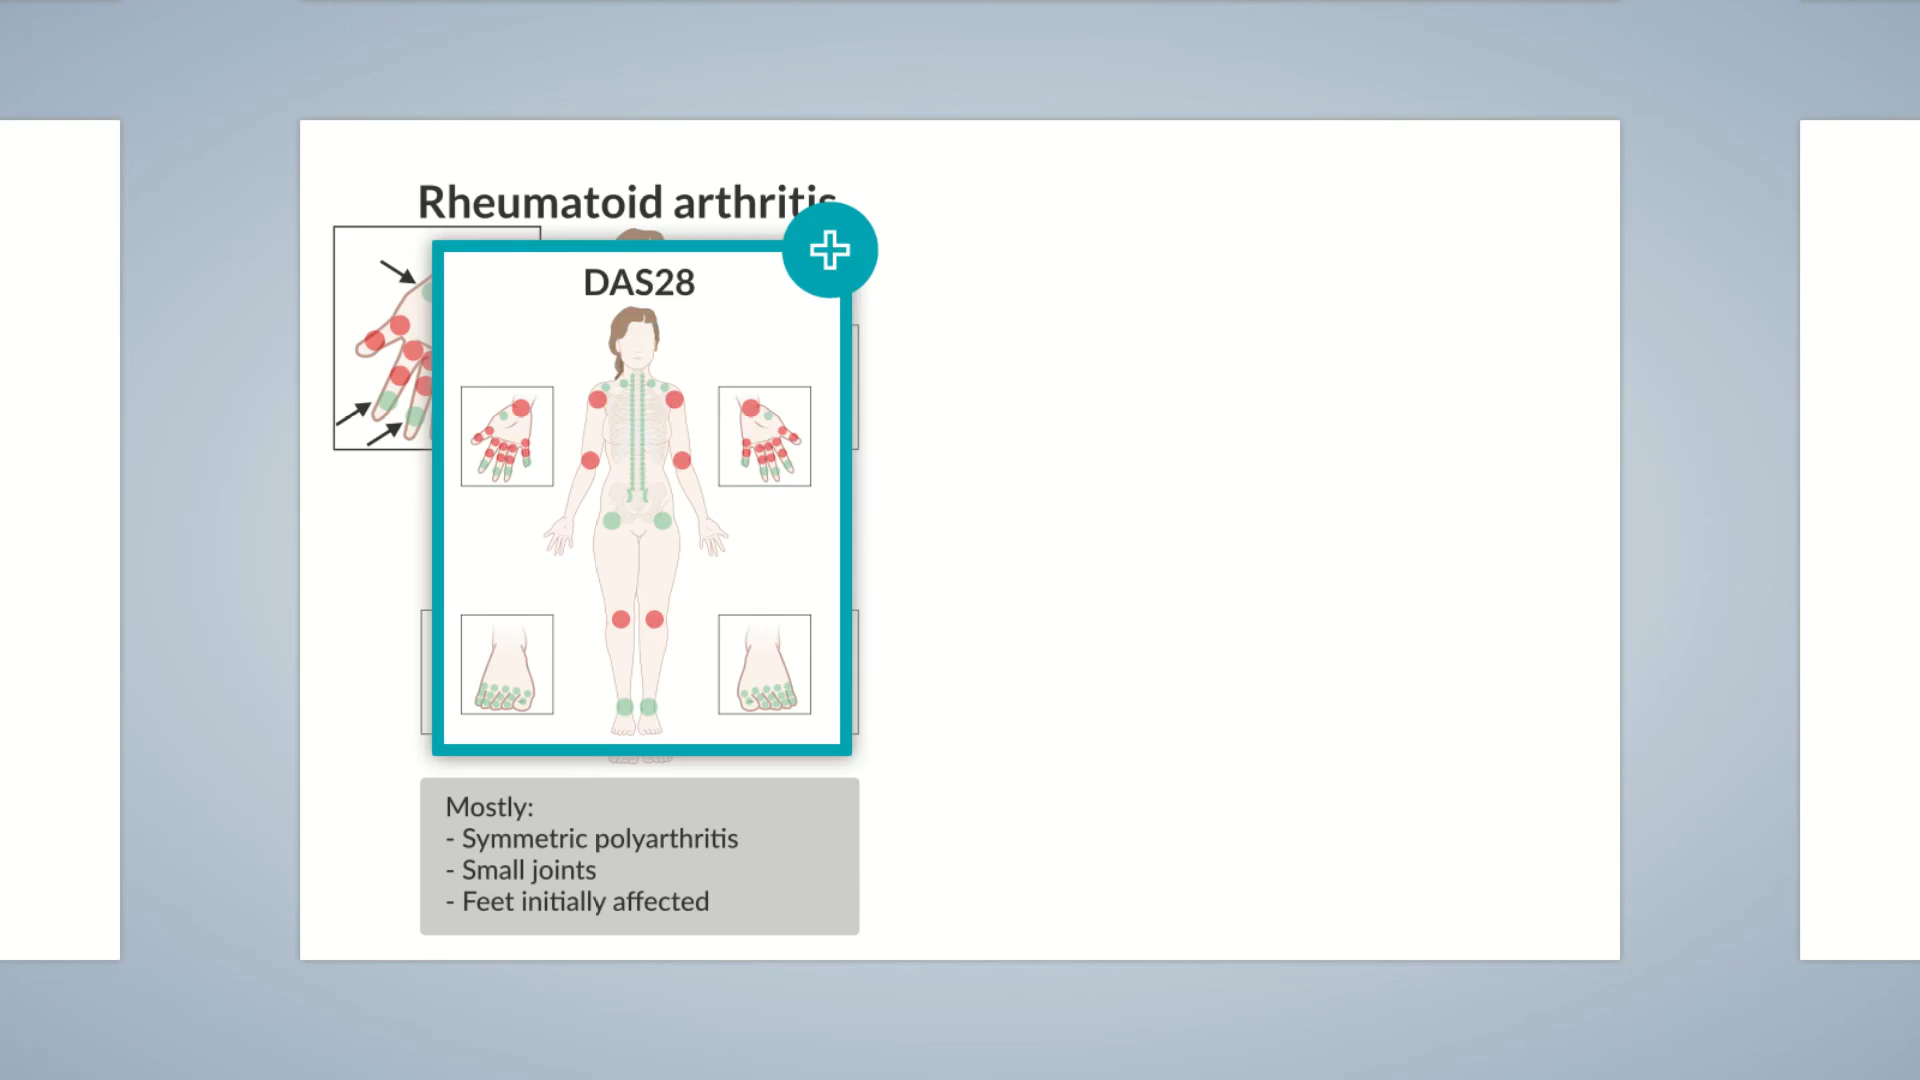 Rheumatoid arthritis
DAS28
Mostly:
- Symmetric polyarthritis
- Small joints
- Feet initially affected